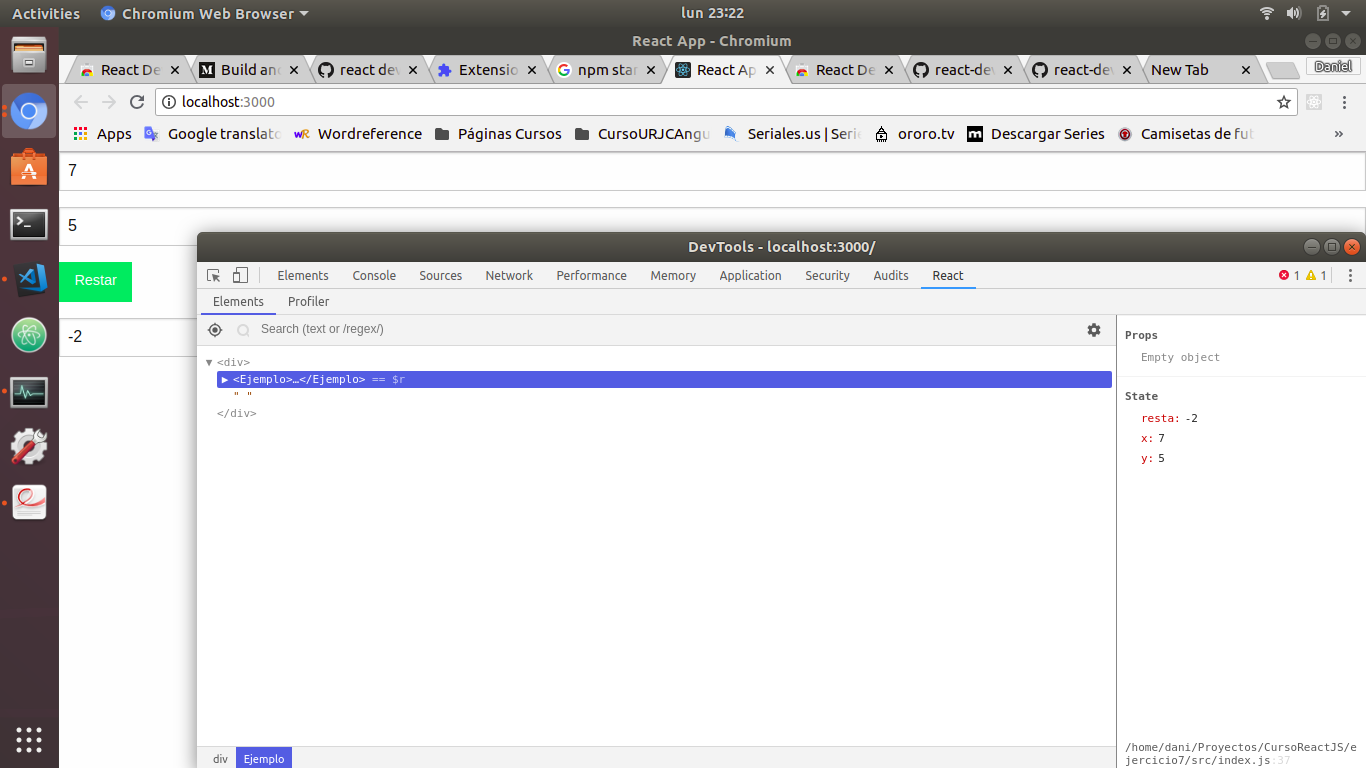 Activities
Chromium Web Browser
lun 23:22
React App - Chromium
React De
Build and
react dev
Extensio
npm star
React Ap
React De
react-dev
react-dev
New Tab
Daniel
localhost:3000
Apps
Google translato
Wordreference
Páginas Cursos
CursoURJCAngu
Seriales.us | Serie
ororo.tv
Descargar Series
Camisetas de fut
»
7
5
Restar
-2
DevTools - localhost:3000/
Elements
Console
Sources
Network
Performance
Memory
Application
Security
Audits
React
1
1
Elements
Profiler
Search (text or /regex/)
<div>
<Ejemplo>…</Ejemplo> == $r
" "
</div>
Props
Empty object
State
resta: -2
x: 7
y: 5
/home/dani/Proyectos/CursoReactJS/e
jercicio7/src/index.js:37
div
Ejemplo